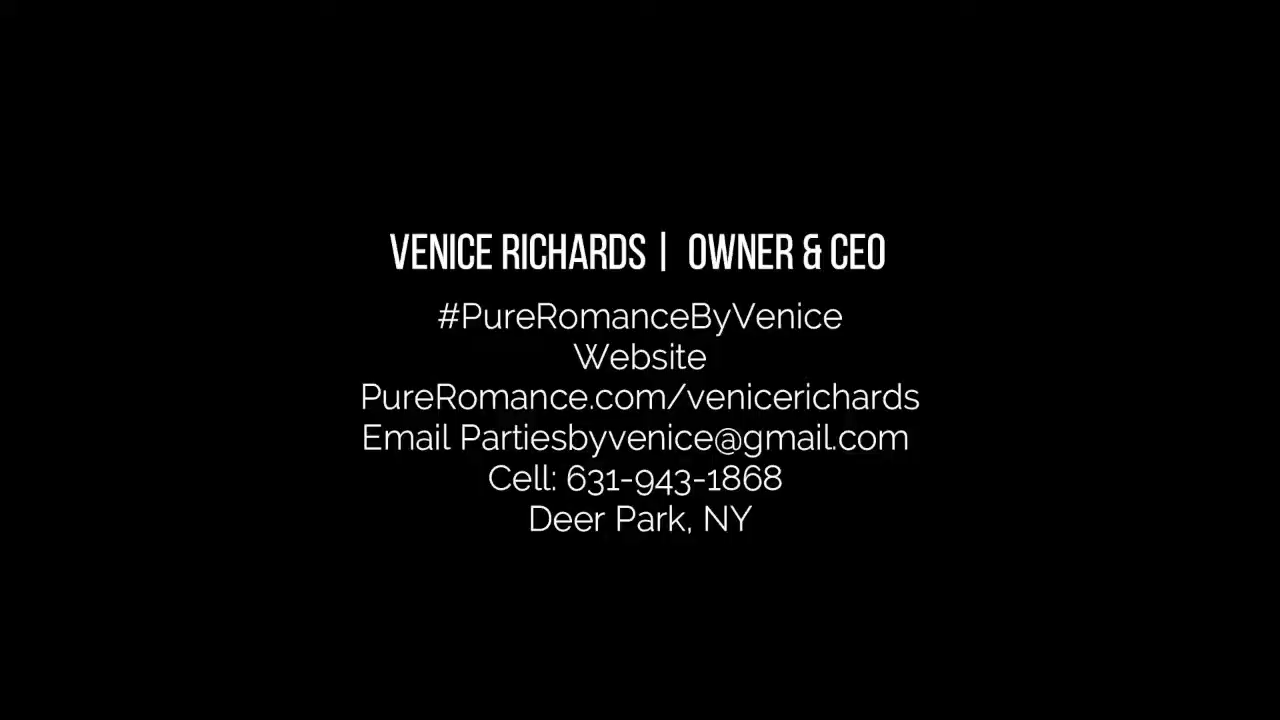 VENICE RICHARDS | OWNER & CEO
#PureRomanceByVenice
Website
PureRomance.com/venicerichards
Email Partiesbyvenice@gmail.com
Cell: 631-943-1868
Deer Park, NY